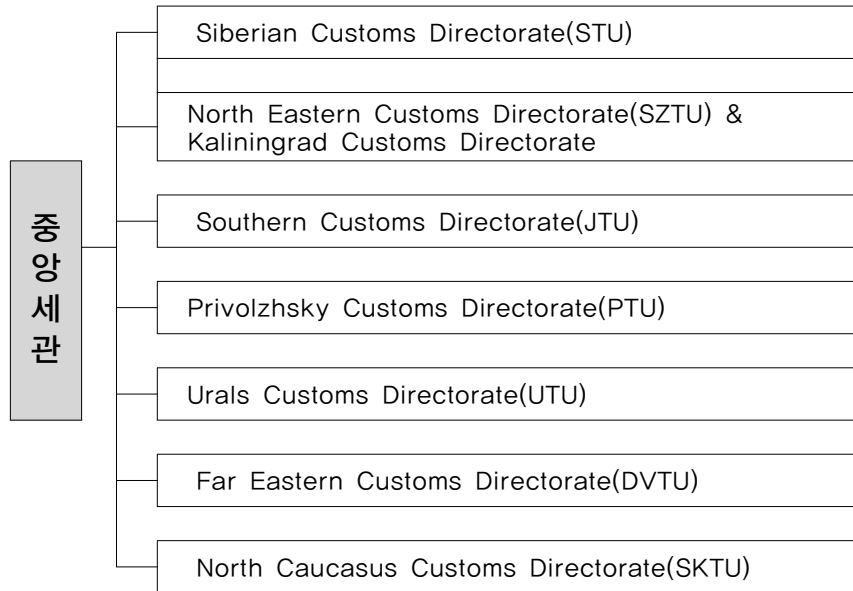 중앙세관
Siberian Customs Directorate(STU)
North Eastern Customs Directorate(SZTU) &
Kaliningrad Customs Directorate
Southern Customs Directorate(JTU)
Privolzhsky Customs Directorate(PTU)
Urals Customs Directorate(UTU)
Far Eastern Customs Directorate(DVTU)
North Caucasus Customs Directorate(SKTU)